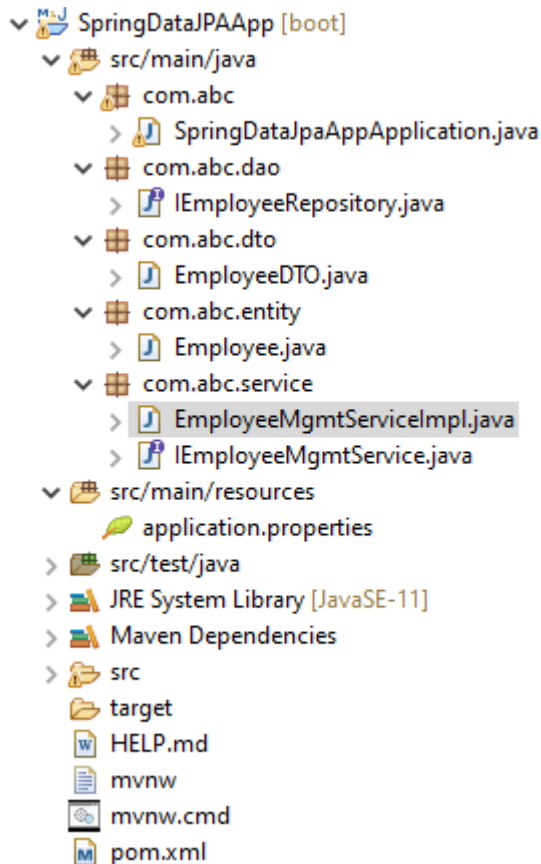 SpringDataJPAApp [boot]
src/main/java
com.abc
SpringDataJpaAppApplication.java
com.abc.dao
IEmployeeRepository.java
com.abc.dto
EmployeeDTO.java
com.abc.entity
Employee.java
com.abc.service
EmployeeMgmtServiceImpl.java
IEmployeeMgmtService.java
src/main/resources
application.properties
src/test/java
JRE System Library [JavaSE-11]
Maven Dependencies
src
target
HELP.md
mvnw
mvnw.cmd
pom.xml